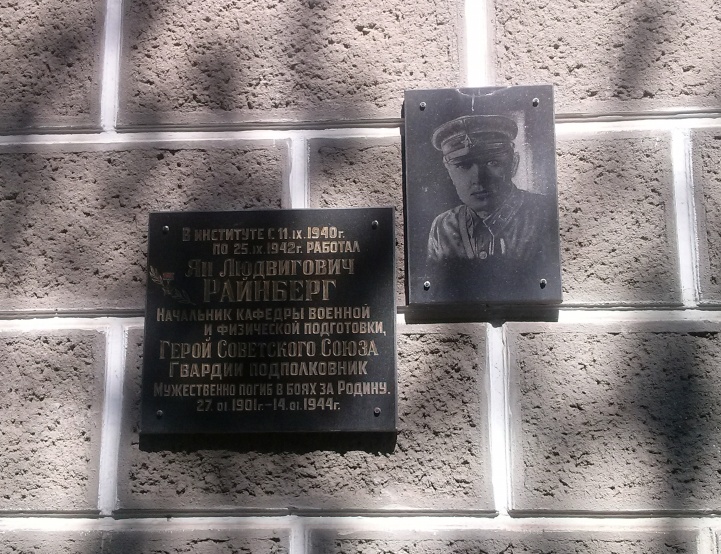 В ИНСТИТУТЕ С 11.IX.1940г.
ПО 25.IX.1942г. РАБОТАЛ
ЯН ЛЮДВИГОВИЧ
РАЙНБЕРГ
НАЧАЛЬНИК КАФЕДРЫ ВОЕННОЙ
И ФИЗИЧЕСКОЙ ПОДГОТОВКИ,
ГЕРОЙ СОВЕТСКОГО СОЮЗА
ГВАРДИИ ПОДПОЛКОВНИК
МУЖЕСТВЕННО ПОГИБ В БОЯХ ЗА РОДИНУ.
27.01.1901г.-14.01.1944г.